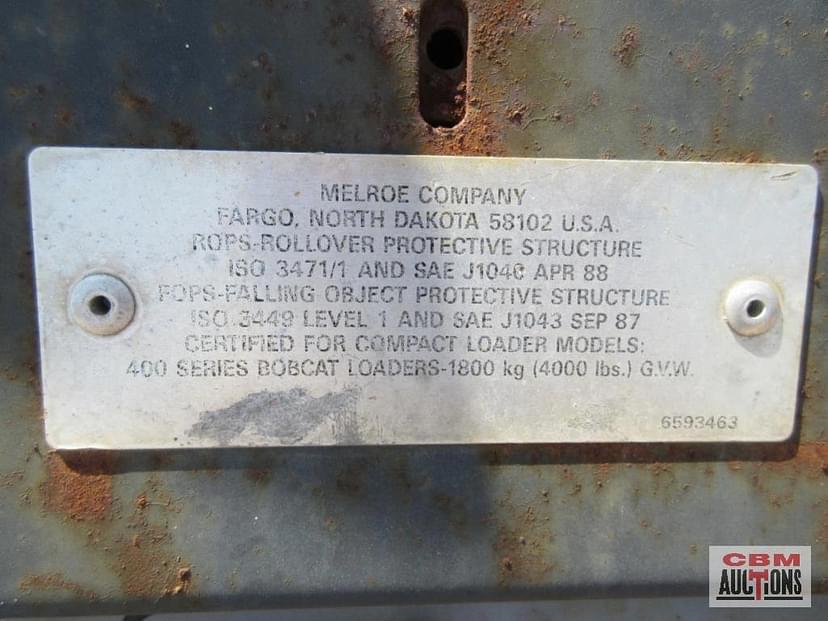 MELROE COMPANY
FARGO, NORTH DAKOTA 58102 U.S.A.
ROPS-ROLLOVER PROTECTIVE STRUCTURE
ISO 3471/1 AND SAE J1040 APR 88
FOPS-FALLING OBJECT PROTECTIVE STRUCTURE
ISO 3449 LEVEL 1 AND SAE J1043 SEP 87
CERTIFIED FOR COMPACT LOADER MODELS:
400 SERIES BOBCAT LOADERS-1800 kg (4000 lbs.) G.V.W.
6593463
CBM
AUCTIONS